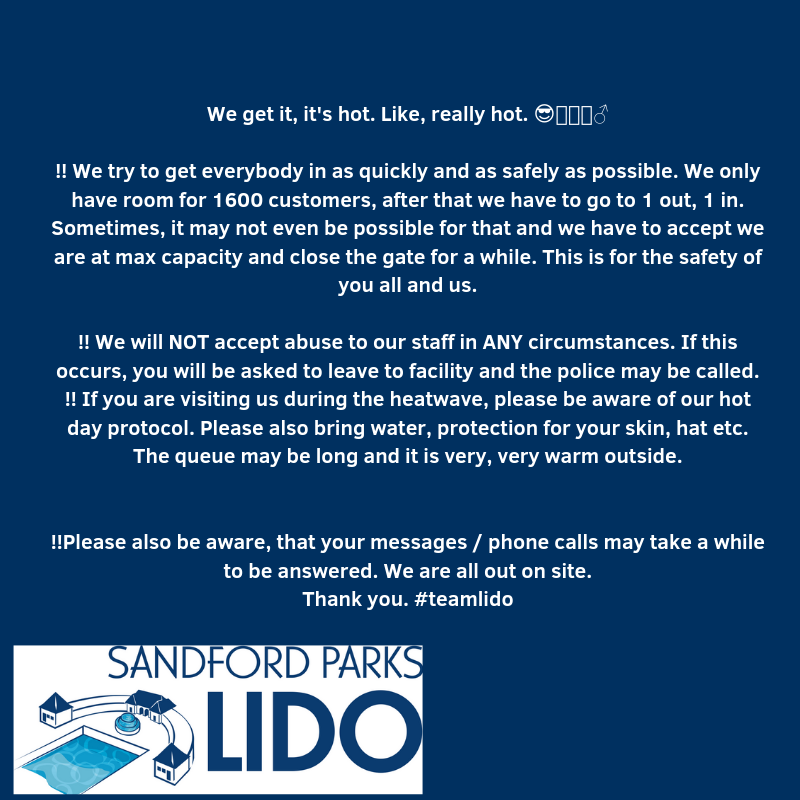 We get it, it's hot. Like, really hot. 😎▯▯▯♂
!! We try to get everybody in as quickly and as safely as possible. We only
have room for 1600 customers, after that we have to go to 1 out, 1 in.
Sometimes, it may not even be possible for that and we have to accept we
are at max capacity and close the gate for a while. This is for the safety of
you all and us.
!! We will NOT accept abuse to our staff in ANY circumstances. If this
occurs, you will be asked to leave to facility and the police may be called.
!! If you are visiting us during the heatwave, please be aware of our hot
day protocol. Please also bring water, protection for your skin, hat etc.
The queue may be long and it is very, very warm outside.
!!Please also be aware, that your messages / phone calls may take a while
to be answered. We are all out on site.
Thank you. #teamlido
SANDFORD PARKS
LIDO